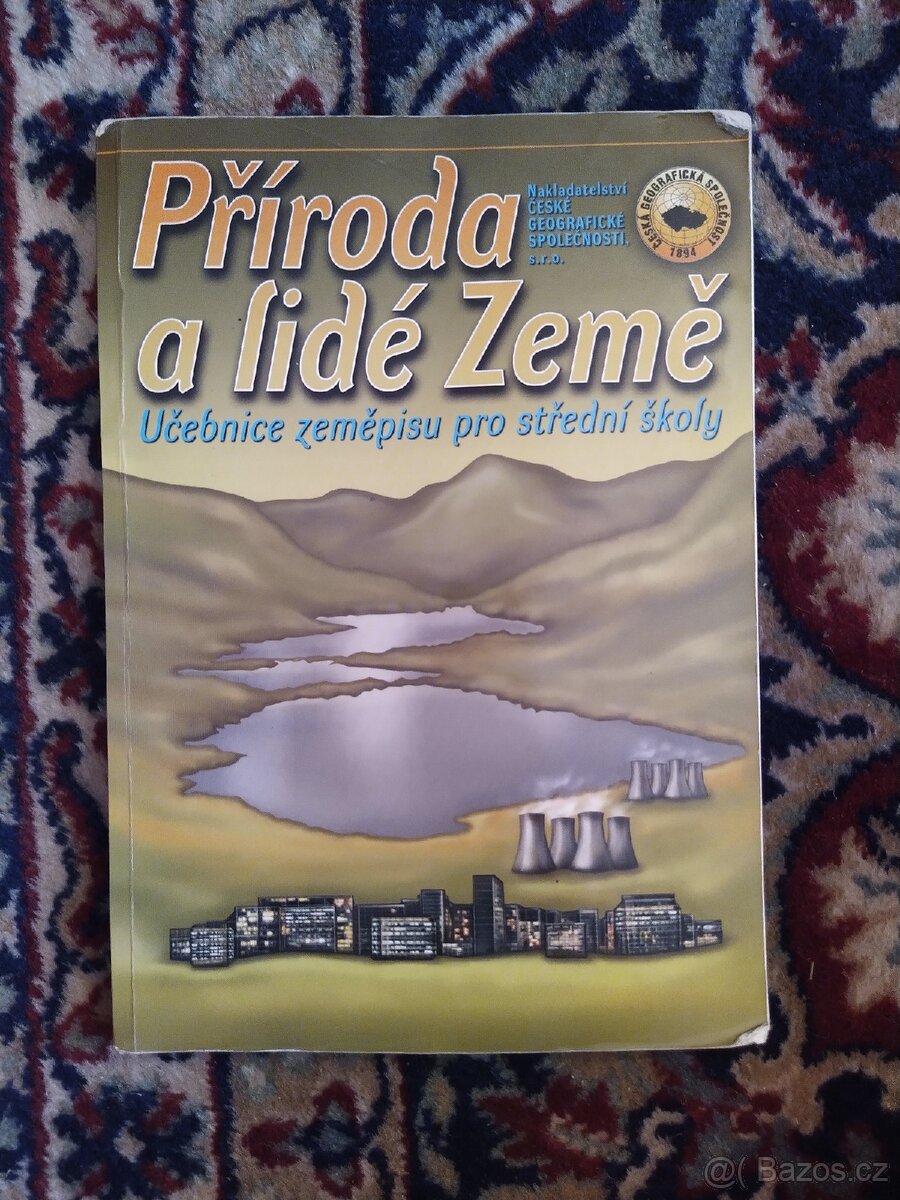 Příroda
a lidé Země
Nakladatelství
ČESKÉ
GEOGRAFICKÉ
SPOLEČNOSTI,
s.r.o.
ČESKÁ GEOGRAFICKÁ SPOLEČNOST
1894
Učebnice zeměpisu pro střední školy
@( Bazos.cz